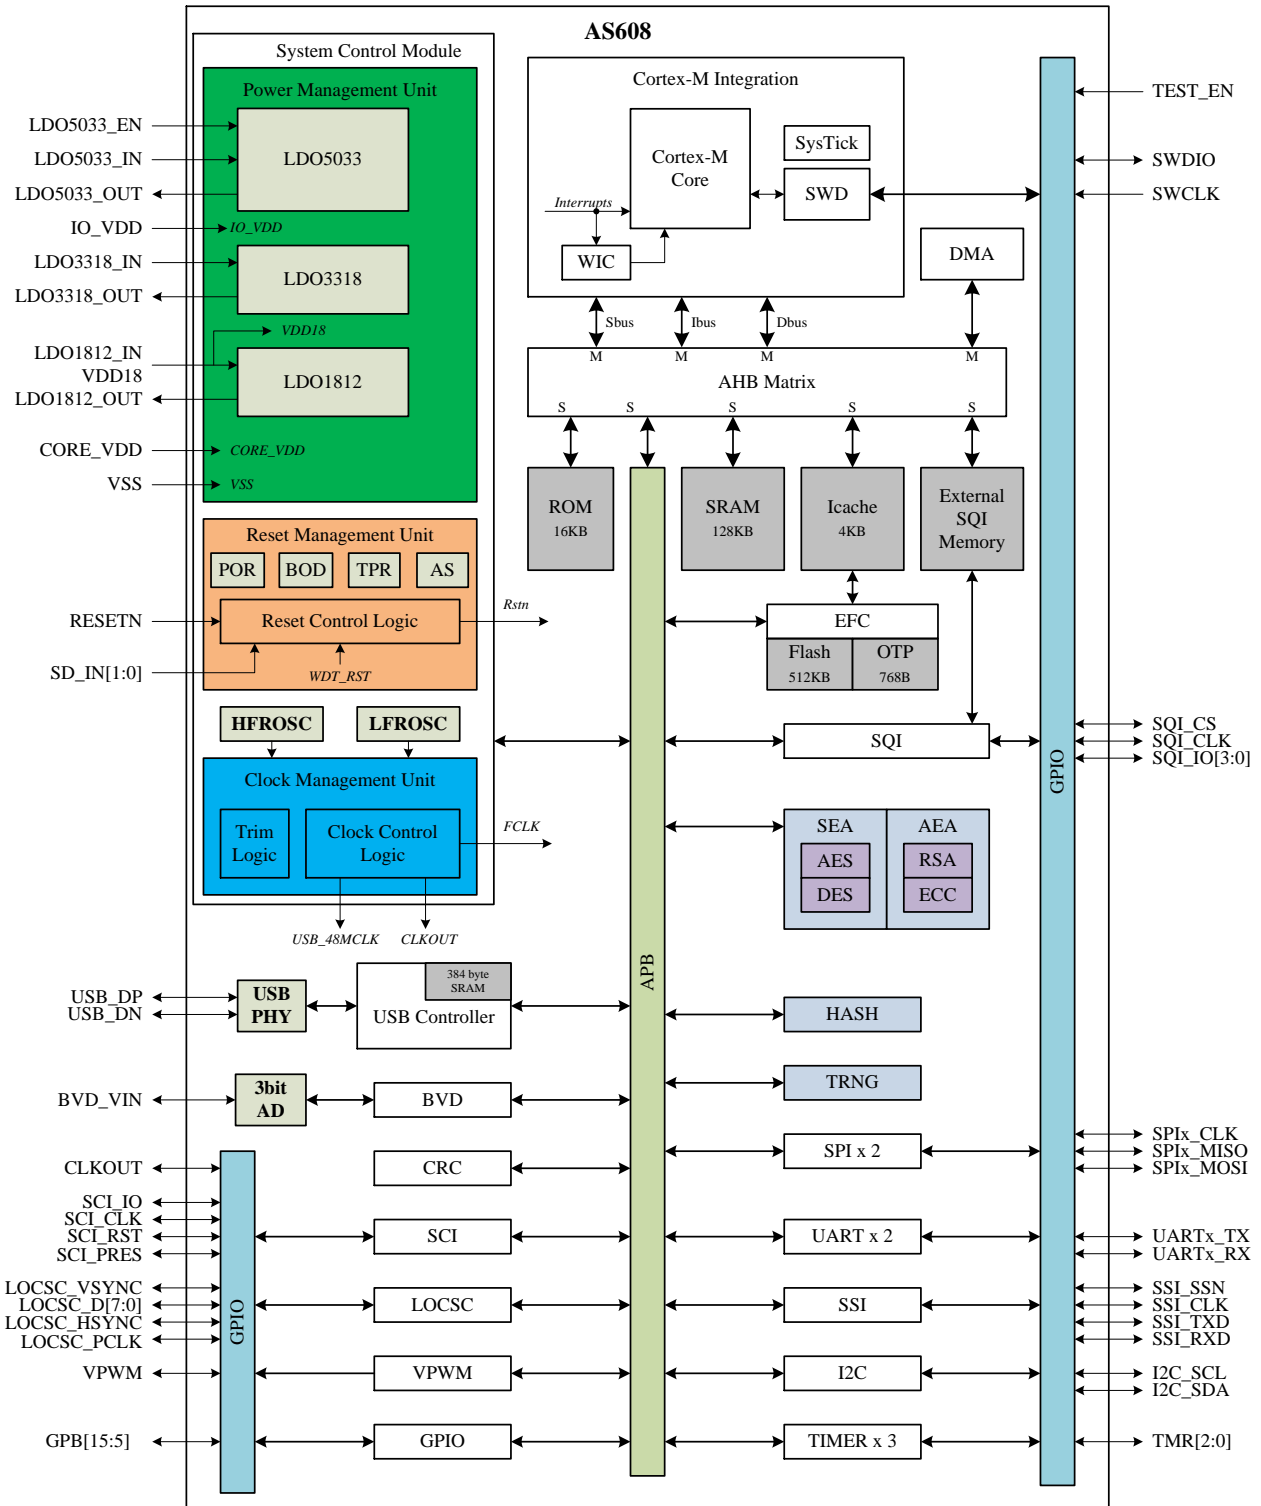 AS608
System Control Module
Power Management Unit
LDO5033_EN
LDO5033_IN
LDO5033_OUT
LDO5033
IO_VDD
IO_VDD
LDO3318_IN
LDO3318_OUT
LDO3318
VDD18
LDO1812_IN
VDD18
LDO1812_OUT
LDO1812
CORE_VDD
CORE_VDD
VSS
VSS
Reset Management Unit
POR
BOD
TPR
AS
RESETN
Reset Control Logic
Rstn
SD_IN[1:0]
WDT_RST
HFROSC
LFROSC
Clock Management Unit
Trim
Logic
Clock Control
Logic
FCLK
USB_48MCLK
CLKOUT
Cortex-M Integration
Cortex-M
Core
SysTick
SWD
Interrupts
WIC
DMA
Sbus
Ibus
Dbus
M
M
M
M
AHB Matrix
S
S
S
S
S
ROM
16KB
SRAM
128KB
Icache
4KB
External
SQI
Memory
EFC
Flash
512KB
OTP
768B
SQI
SEA
AES
DES
AEA
RSA
ECC
APB
GPIO
TEST_EN
SWDIO
SWCLK
SQI_CS
SQI_CLK
SQI_IO[3:0]
USB_DP
USB_DN
USB
PHY
384 byte
SRAM
USB Controller
HASH
BVD_VIN
3bit
AD
BVD
TRNG
CLKOUT
CRC
SPI x 2
SPIx_CLK
SPIx_MISO
SPIx_MOSI
SCI_IO
SCI_CLK
SCI_RST
SCI_PRES
SCI
UART x 2
UARTx_TX
UARTx_RX
LOCSC_VSYNC
LOCSC_D[7:0]
LOCSC_HSYNC
LOCSC_PCLK
GPIO
LOCSC
SSI
SSI_SSN
SSI_CLK
SSI_TXD
SSI_RXD
VPWM
VPWM
I2C
I2C_SCL
I2C_SDA
GPB[15:5]
GPIO
TIMER x 3
TMR[2:0]